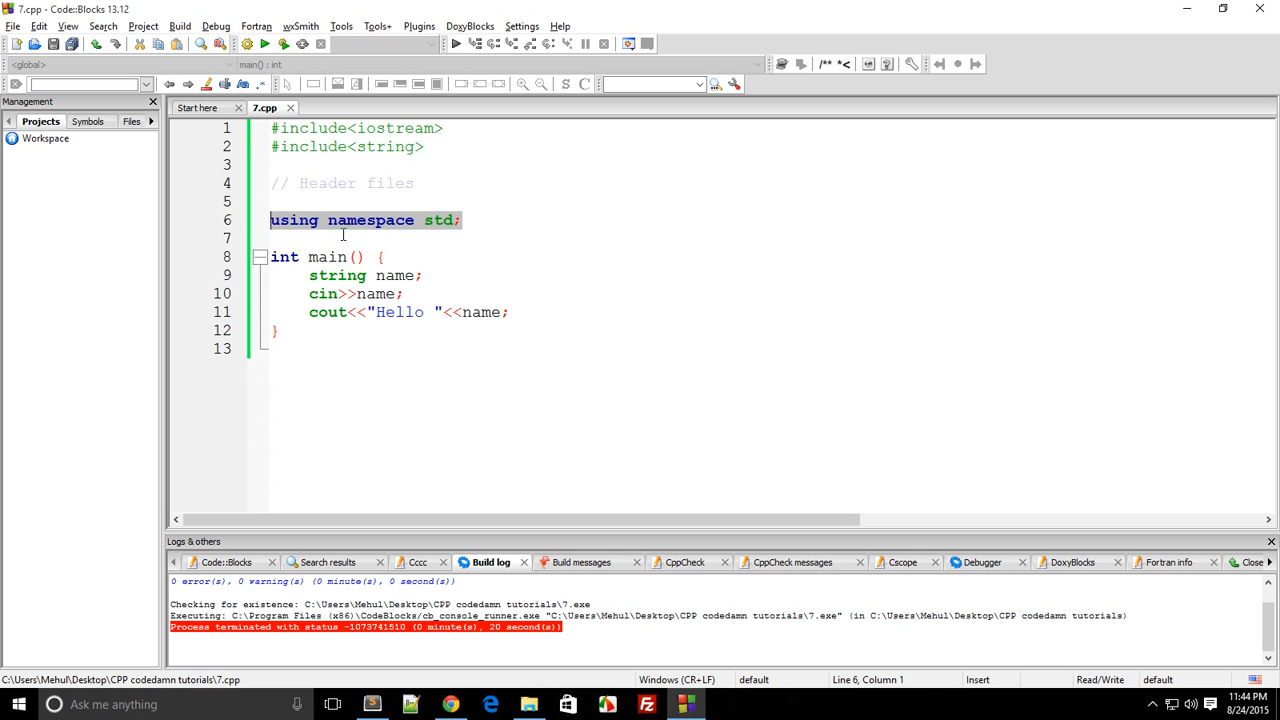 7.cpp - Code::Blocks 13.12
File Edit View Search Project Build Debug Fortran wxSmith Tools Tools+ Plugins DoxyBlocks Settings Help
<global> main() : int
/** *<
Management
Start here 7.cpp
Projects Symbols Files
Workspace
1 #include<iostream>
2 #include<string>
3
4 // Header files
5
6 using namespace std;
7
8 int main() {
9 string name;
10 cin>>name;
11 cout<<"Hello "<<name;
12 }
13
Logs & others
Code::Blocks Search results Cccc Build log Build messages CppCheck CppCheck messages Cscope Debugger DoxyBlocks Fortran info Close
0 error(s), 0 warning(s) (0 minute(s), 0 second(s))
Checking for existence: C:\Users\Mehul\Desktop\CPP codedamn tutorials\7.exe
Executing: C:\Program Files (x86)\CodeBlocks/cb_console_runner.exe "C:\Users\Mehul\Desktop\CPP codedamn tutorials\7.exe" (in C:\Users\Mehul\Desktop\CPP codedamn tutorials)
Process terminated with status -1073741510 (0 minute(s), 20 second(s))
C:\Users\Mehul\Desktop\CPP codedamn tutorials\7.cpp Windows (CR+LF) default Line 6, Column 1 Insert Read/Write default
Ask me anything
11:44 PM
8/24/2015